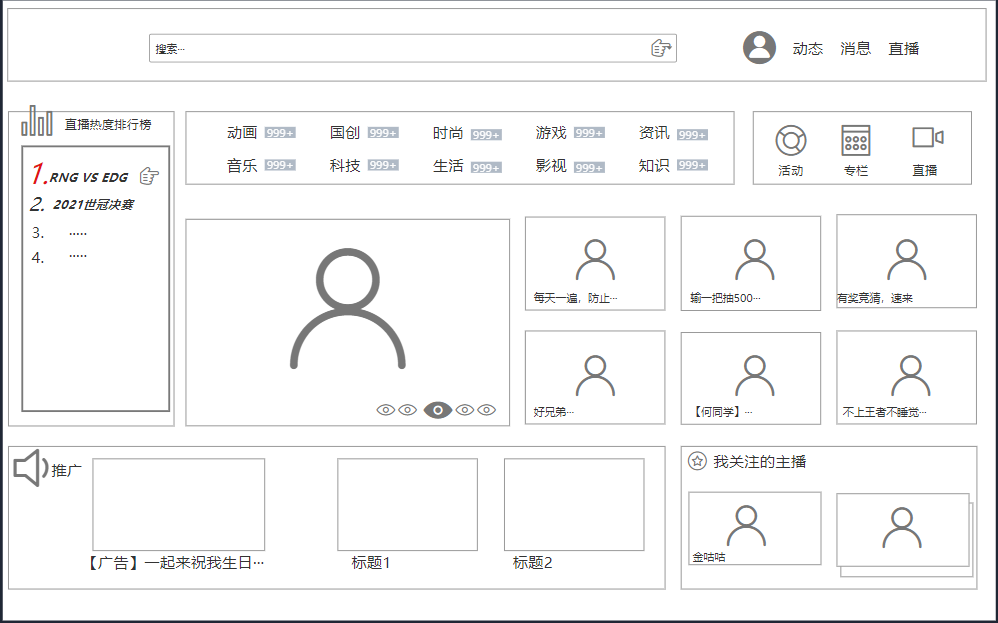 搜索···
动态 消息 直播
直播热度排行榜
1.RNG VS EDG
2. 2021世冠决赛
3. ·····
4. ·····
动画 999+ 国创 999+ 时尚 999+ 游戏 999+ 资讯 999+
音乐 999+ 科技 999+ 生活 999+ 影视 999+ 知识 999+
活动 专栏 直播
每天一遍，防止···
输一把抽500···
有奖竞猜，速来
好兄弟···
【何同学】···
不上王者不睡觉···
推广
【广告】一起来祝我生日···
标题1
标题2
我关注的主播
金咕咕